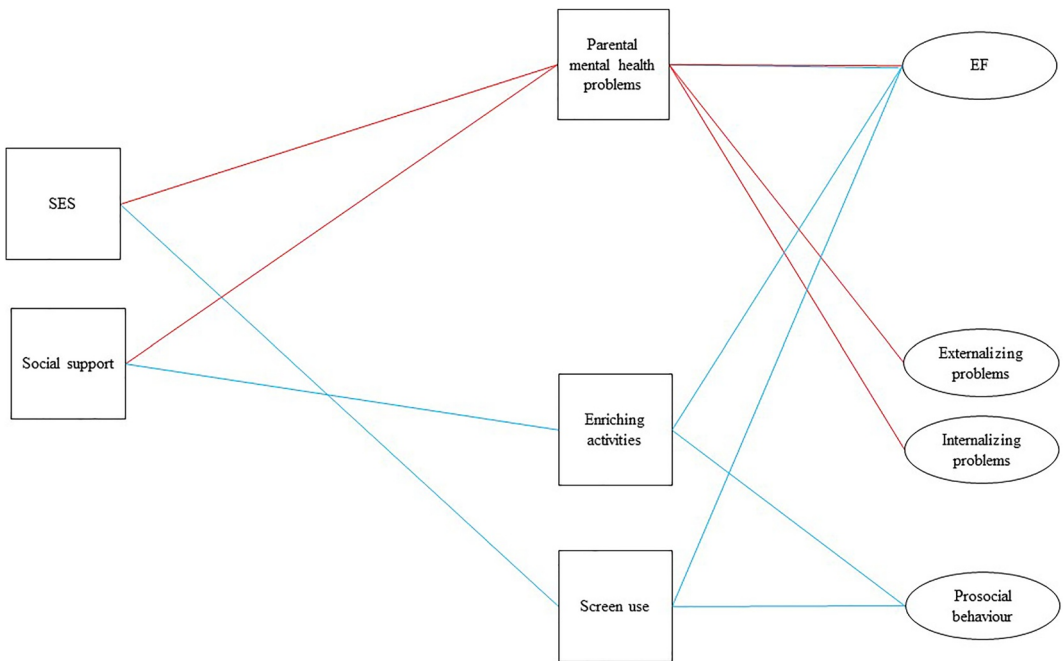 Parental
mental health
problems
EF
SES
Social support
Externalizing
problems
Enriching
activities
Internalizing
problems
Screen use
Prosocial
behaviour